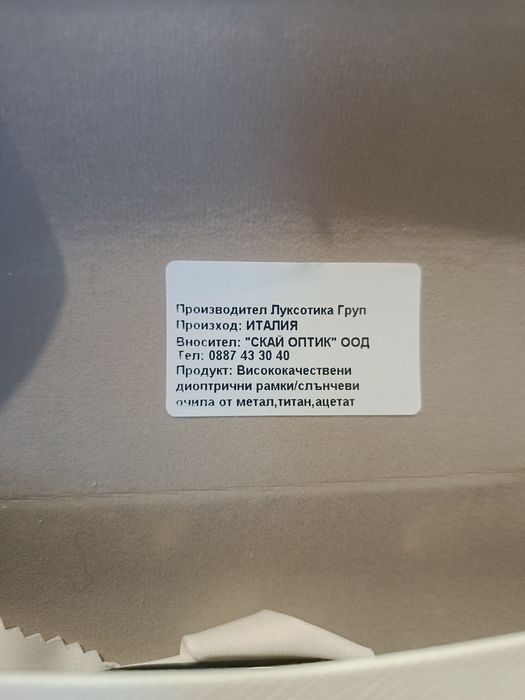 Производител Луксотика Груп
Произход: ИТАЛИЯ
Вносител: "СКАЙ ОПТИК" ООД
Тел: 0887 43 30 40
Продукт: Висококачествени
диоптрични рамки/слънчеви
очила от метал,титан,ацетат